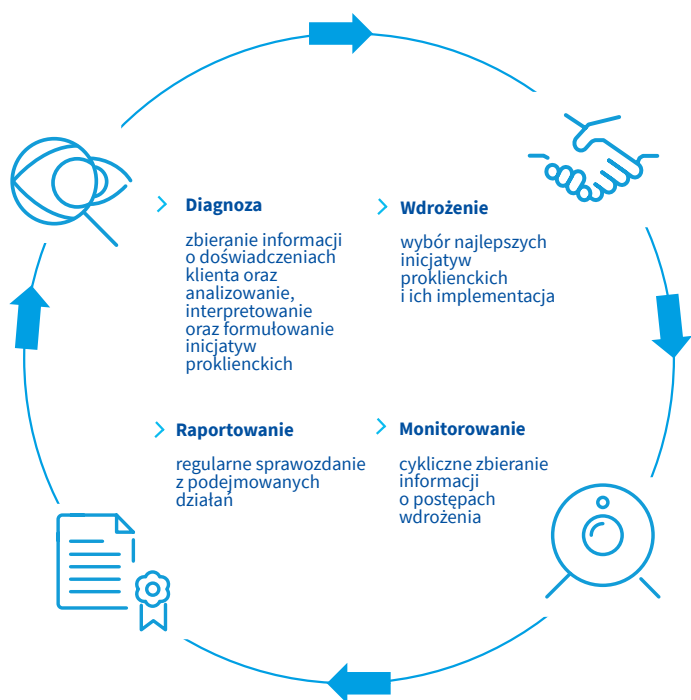 Diagnoza
zbieranie informacji
o doświadczeniach
klienta oraz
analizowanie,
interpretowanie
oraz formułowanie
inicjatyw
proklienckich
Wdrożenie
wybór najlepszych
inicjatyw
proklienckich
i ich implementacja
Raportowanie
regularne sprawozdanie
z podejmowanych
działań
Monitorowanie
cykliczne zbieranie
informacji
o postępach
wdrożenia